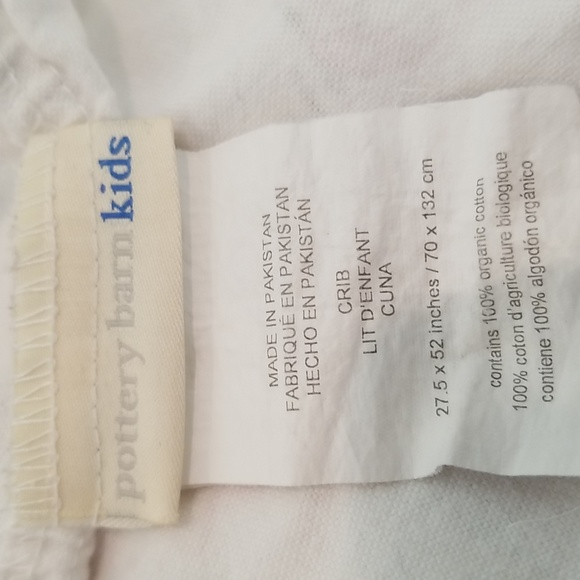 pottery barn kids
MADE IN PAKISTAN
FABRIQUÉ EN PAKISTAN
HECHO EN PAKISTÁN
CRIB
LIT D'ENFANT
CUNA
27.5 x 52 inches / 70 x 132 cm
contains 100% organic cotton
100% coton d'agriculture biologique
contiene 100% algodón orgánico